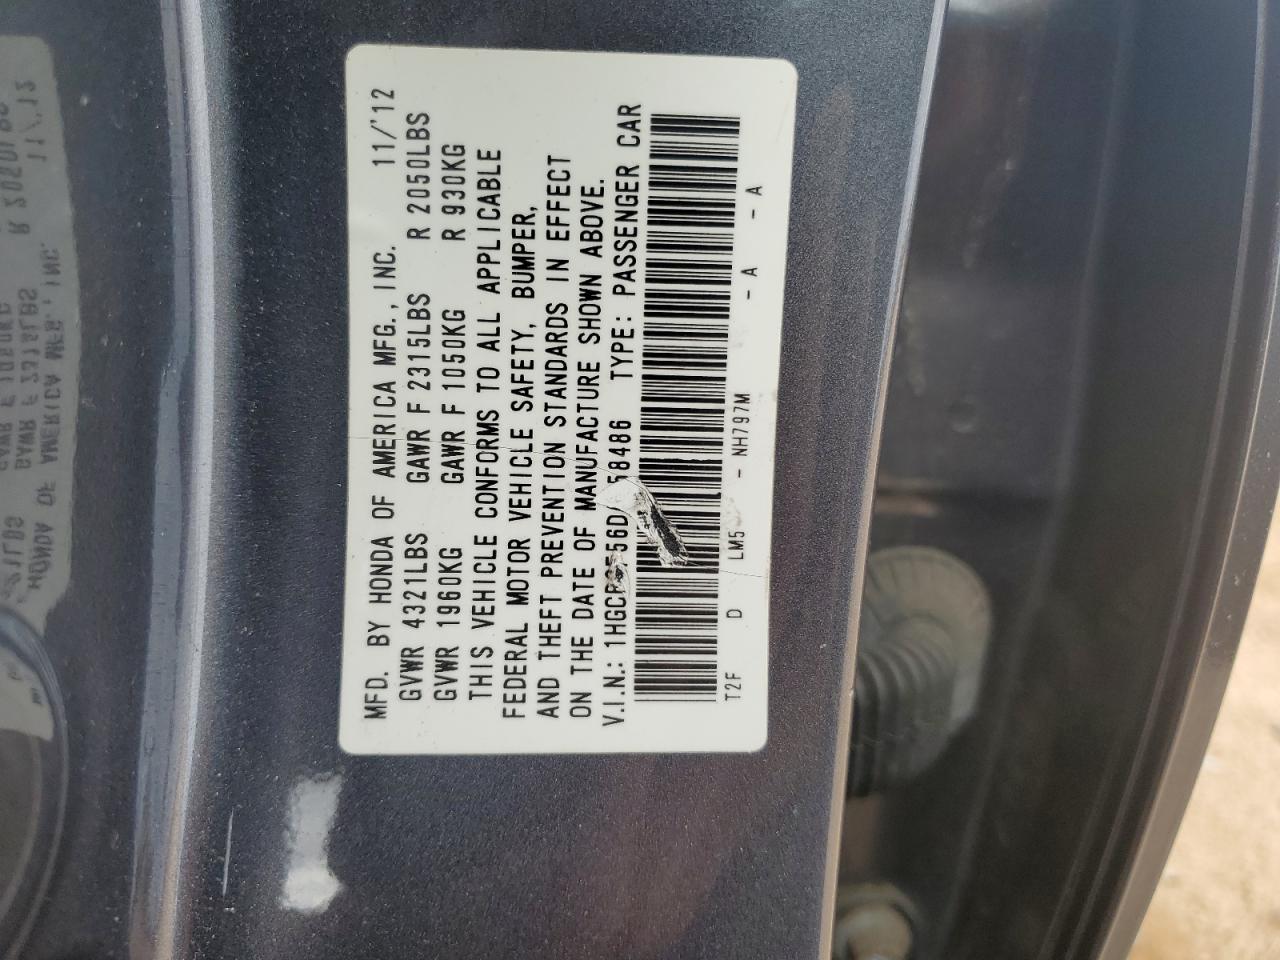 MFD. BY HONDA OF AMERICA MFG., INC. 11/'12
GVWR 4321LBS GAWR F 2315LBS R 2050LBS
GVWR 1960KG GAWR F 1050KG R 930KG
THIS VEHICLE CONFORMS TO ALL APPLICABLE
FEDERAL MOTOR VEHICLE SAFETY, BUMPER,
AND THEFT PREVENTION STANDARDS IN EFFECT
ON THE DATE OF MANUFACTURE SHOWN ABOVE.
V.I.N.: TYPE: PASSENGER CAR
T2F D - NH797M - A - A